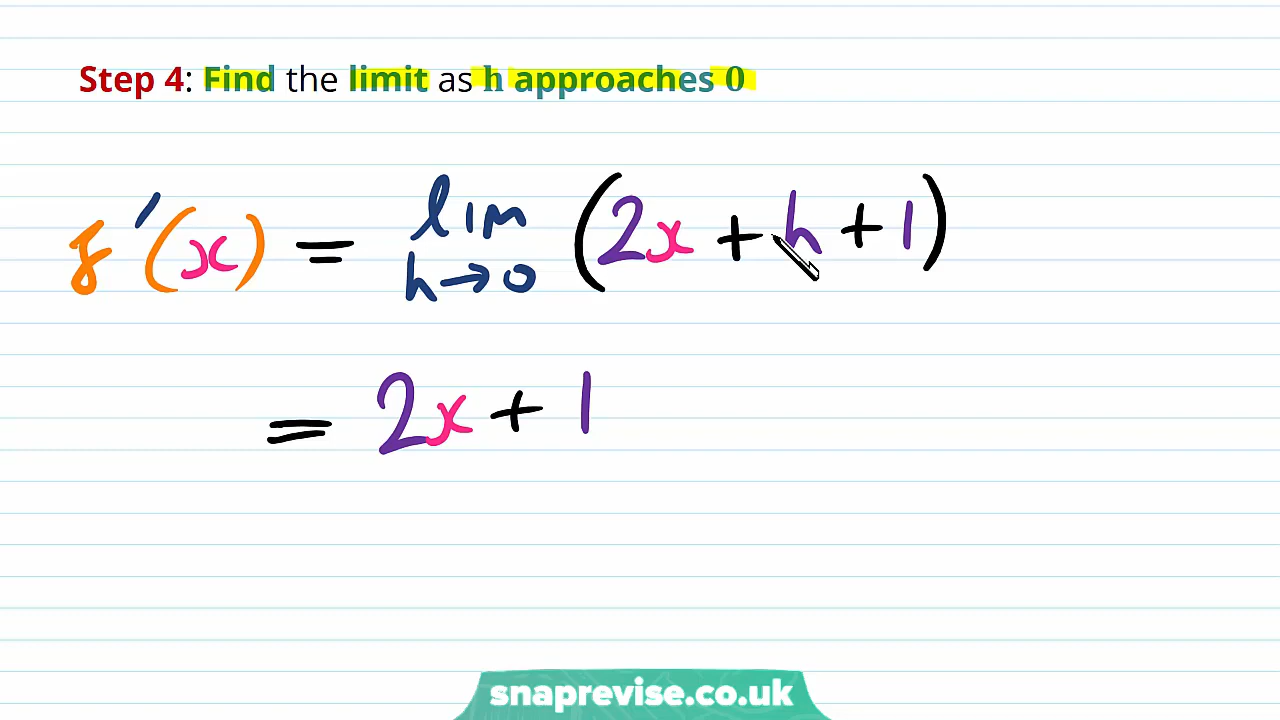 Step 4: Find the limit as h approaches 0
f'(x) = lim h→0 (2x + h + 1)
= 2x + 1
snaprevise.co.uk